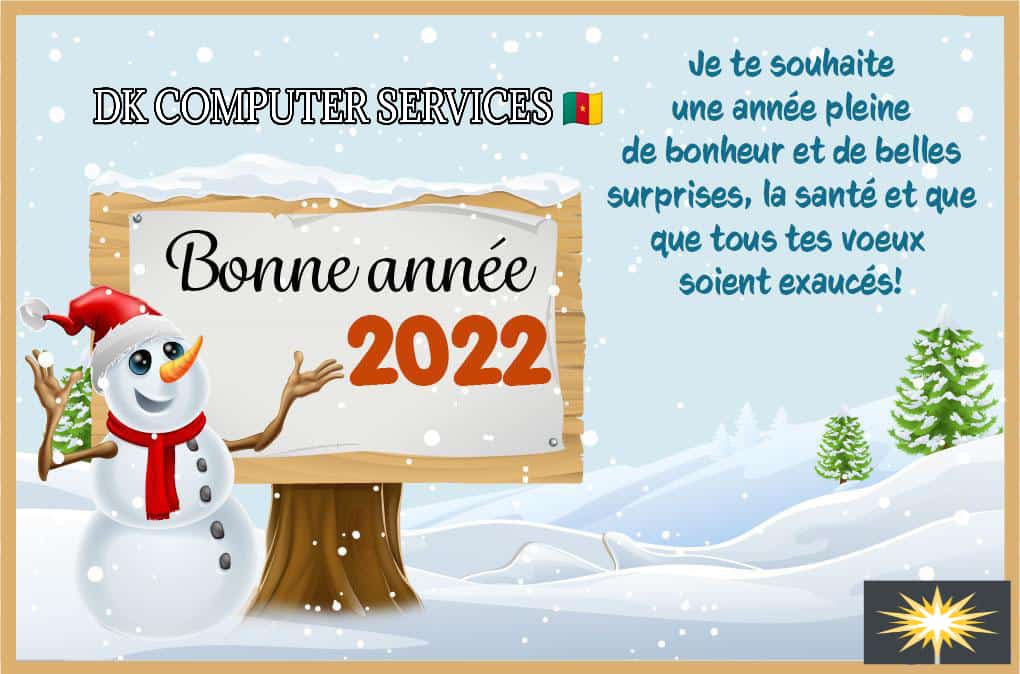 DK COMPUTER SERVICES 🇨🇲
Bonne année
2022
Je te souhaite
une année pleine
de bonheur et de belles
surprises, la santé et que
que tous tes voeux
soient exaucés!